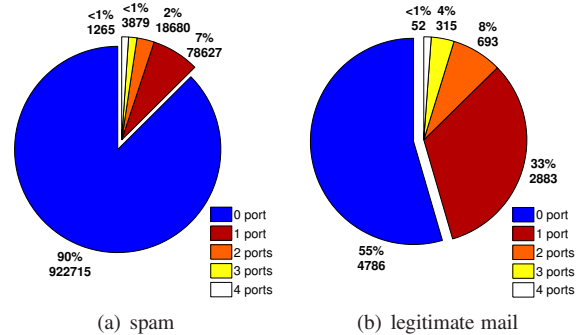 <1% <1% 2%
1265 3879 18680
7%
78627
90%
922715
0 port
1 port
2 ports
3 ports
4 ports
(a) spam
<1% 4% 8%
52 315 693
33%
2883
55%
4786
0 port
1 port
2 ports
3 ports
4 ports
(b) legitimate mail